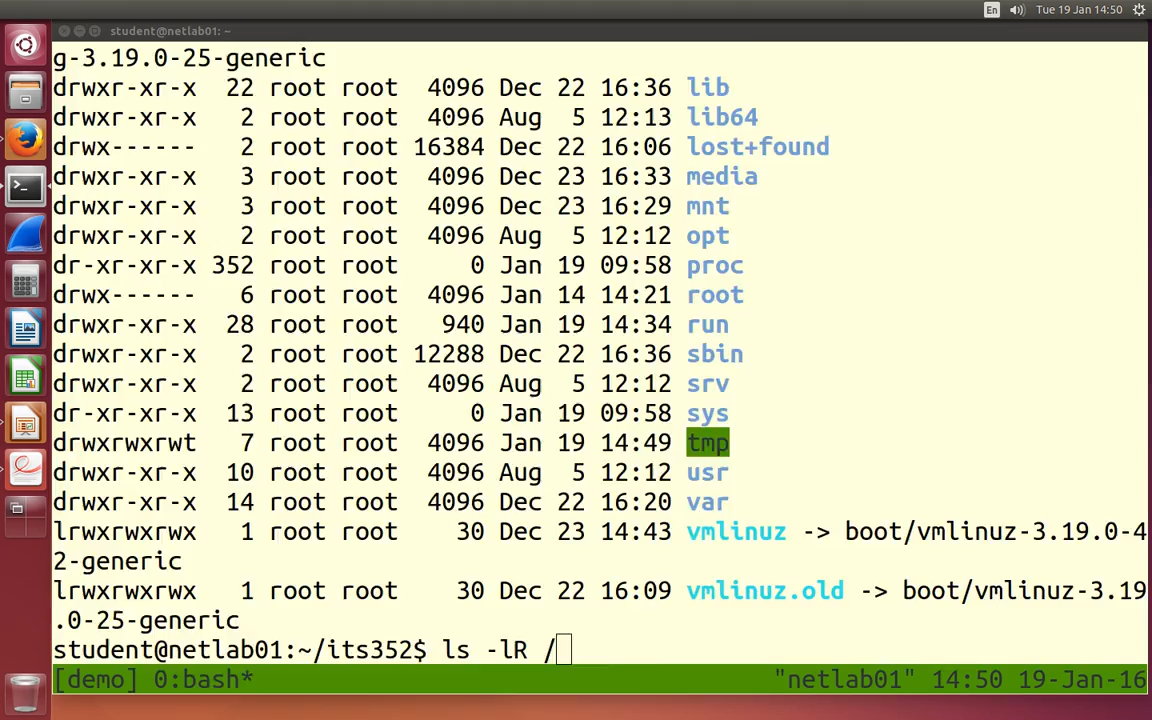 En Tue 19 Jan 14:50
student@netlab01: ~
g-3.19.0-25-generic
drwxr-xr-x  22 root root  4096 Dec 22 16:36 lib
drwxr-xr-x   2 root root  4096 Aug  5 12:13 lib64
drwx------   2 root root 16384 Dec 22 16:06 lost+found
drwxr-xr-x   3 root root  4096 Dec 23 16:33 media
drwxr-xr-x   3 root root  4096 Dec 23 16:29 mnt
drwxr-xr-x   2 root root  4096 Aug  5 12:12 opt
dr-xr-xr-x 352 root root     0 Jan 19 09:58 proc
drwx------   6 root root  4096 Jan 14 14:21 root
drwxr-xr-x  28 root root   940 Jan 19 14:34 run
drwxr-xr-x   2 root root 12288 Dec 22 16:36 sbin
drwxr-xr-x   2 root root  4096 Aug  5 12:12 srv
dr-xr-xr-x  13 root root     0 Jan 19 09:58 sys
drwxrwxrwt   7 root root  4096 Jan 19 14:49 tmp
drwxr-xr-x  10 root root  4096 Aug  5 12:12 usr
drwxr-xr-x  14 root root  4096 Dec 22 16:20 var
lrwxrwxrwx   1 root root    30 Dec 23 14:43 vmlinuz -> boot/vmlinuz-3.19.0-4
2-generic
lrwxrwxrwx   1 root root    30 Dec 22 16:09 vmlinuz.old -> boot/vmlinuz-3.19
.0-25-generic
student@netlab01:~/its352$ ls -lR /
[demo] 0:bash* "netlab01" 14:50 19-Jan-16